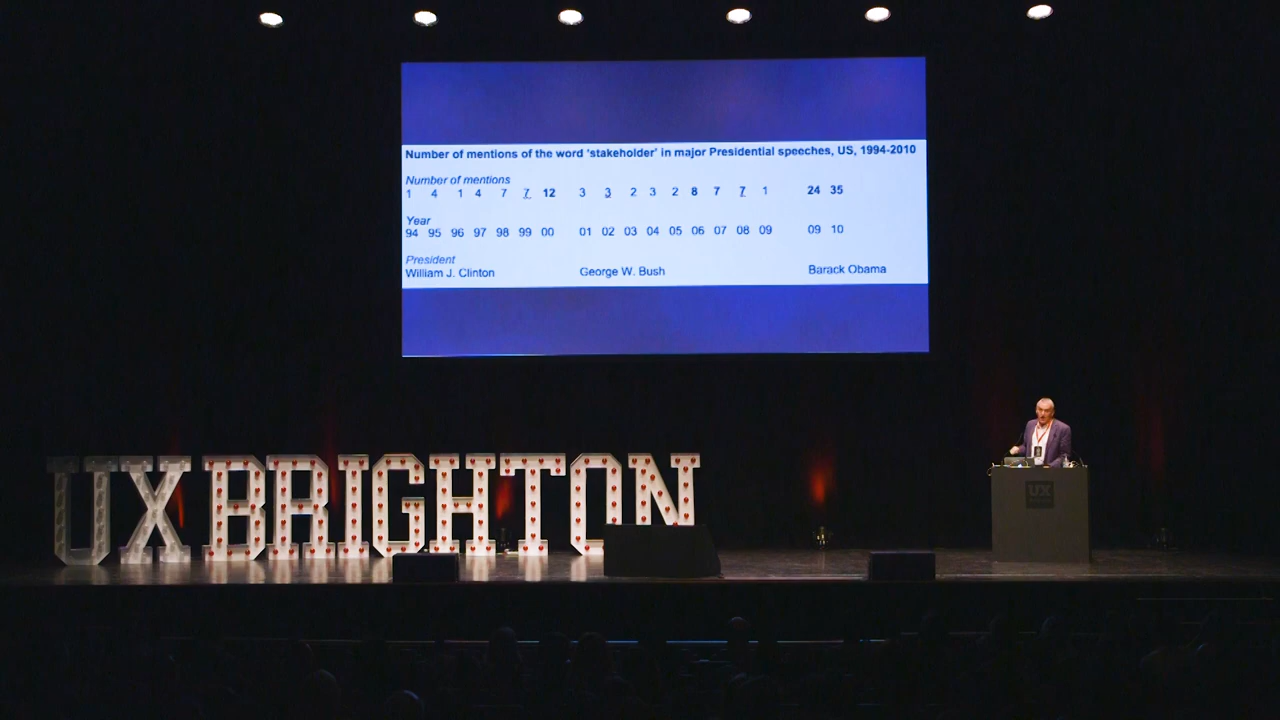 Number of mentions of the word 'stakeholder' in major Presidential speeches, US, 1994-2010
Number of mentions
1 4 1 4 7 7 12 3 3 2 3 2 8 7 7 1 24 35
Year
94 95 96 97 98 99 00 01 02 03 04 05 06 07 08 09 09 10
President
William J. Clinton George W. Bush Barack Obama
UX BRIGHTON
UX